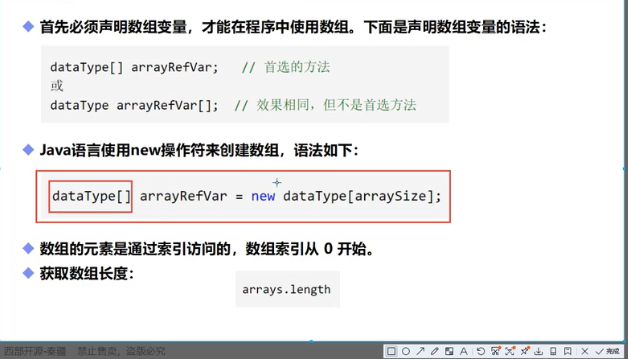 首先必须声明数组变量，才能在程序中使用数组。下面是声明数组变量的语法：
dataType[] arrayRefVar;   // 首选的方法
或
dataType arrayRefVar[];  // 效果相同，但不是首选方法
Java语言使用new操作符来创建数组，语法如下：
dataType[] arrayRefVar = new dataType[arraySize];
数组的元素是通过索引访问的，数组索引从 0 开始。
获取数组长度：
arrays.length
西部开源-秦疆   禁止售卖，盗版必究
完成